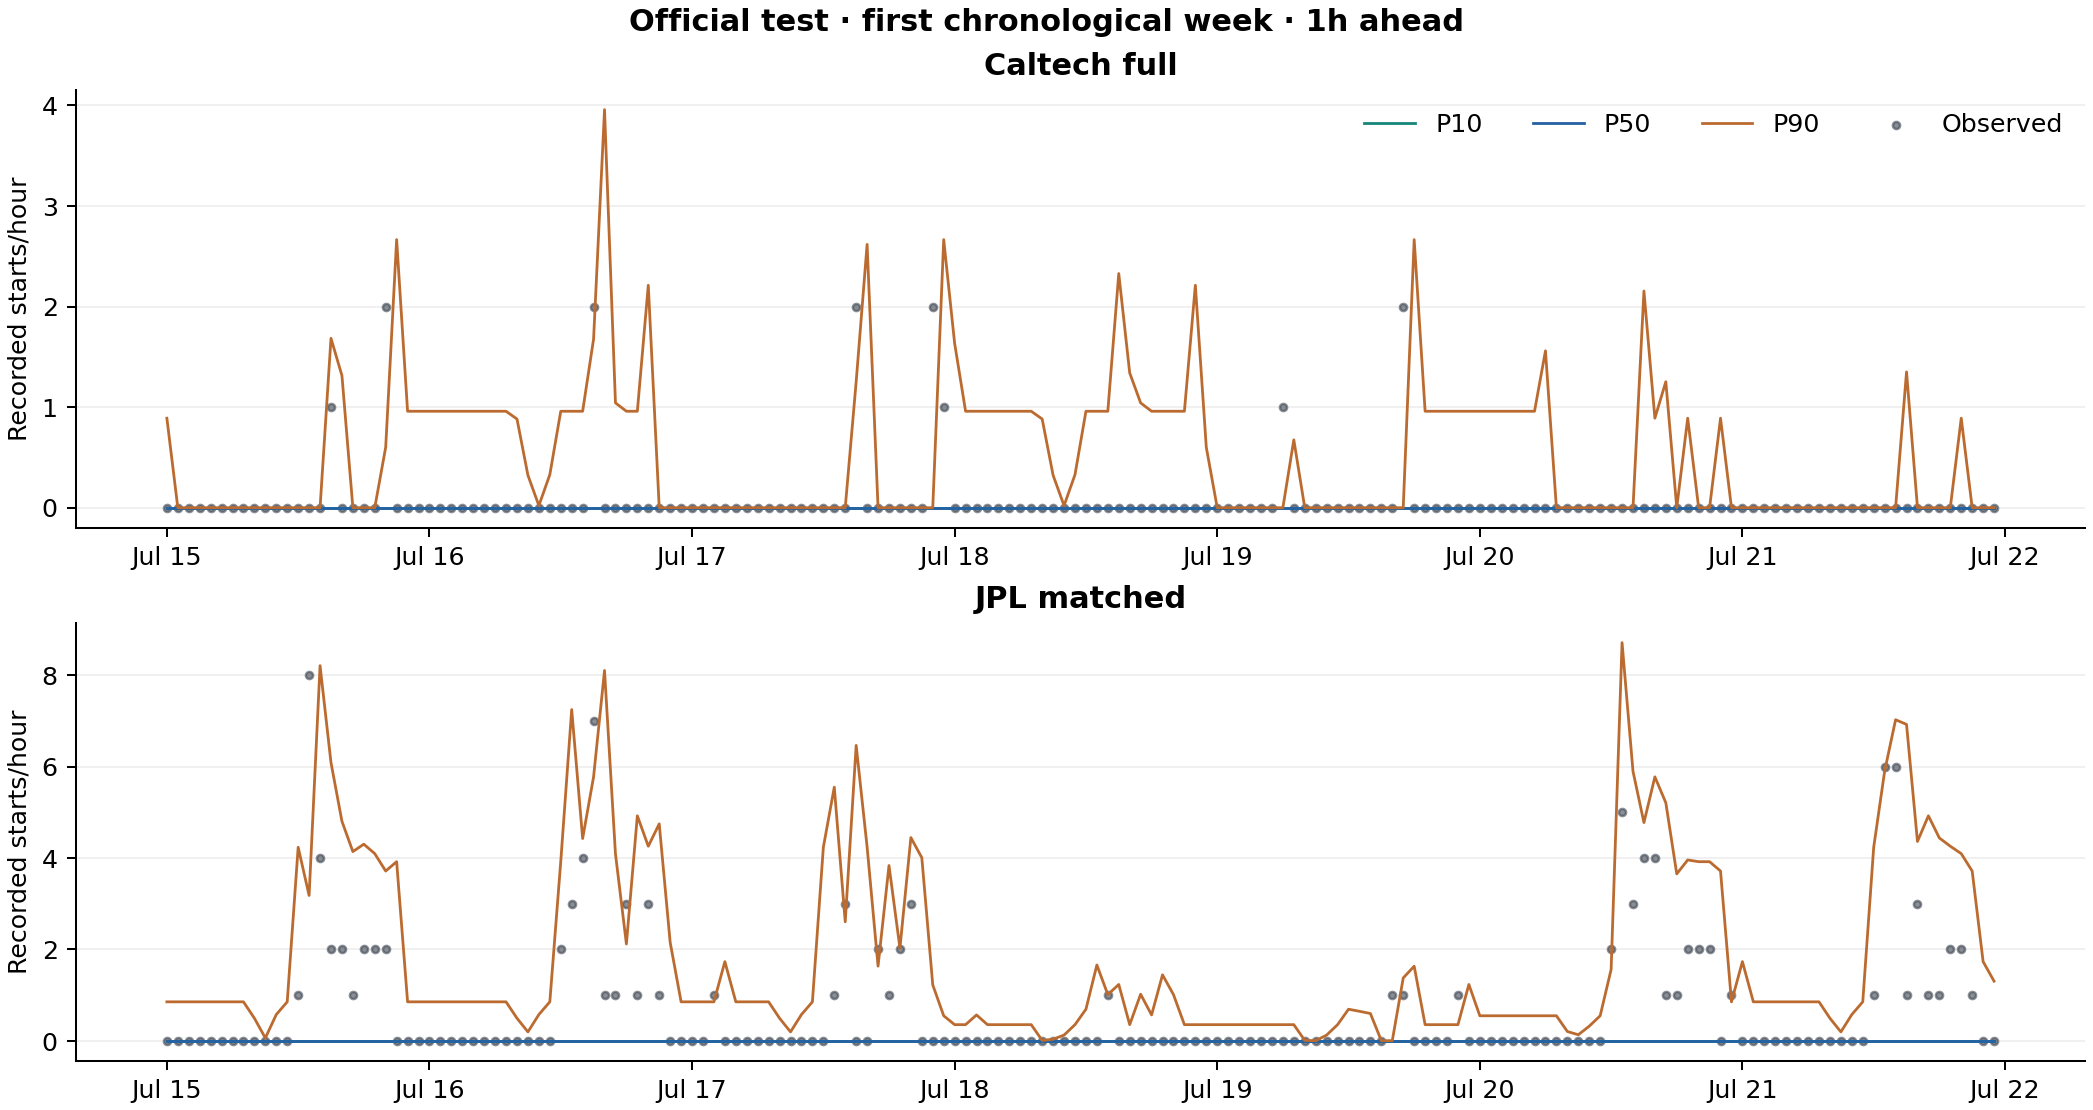 Official test · first chronological week · 1h ahead
Caltech full
Recorded starts/hour
4
3
2
1
0
P10 P50 P90 Observed
Jul 15 Jul 16 Jul 17 Jul 18 Jul 19 Jul 20 Jul 21 Jul 22
JPL matched
Recorded starts/hour
8
6
4
2
0
Jul 15 Jul 16 Jul 17 Jul 18 Jul 19 Jul 20 Jul 21 Jul 22